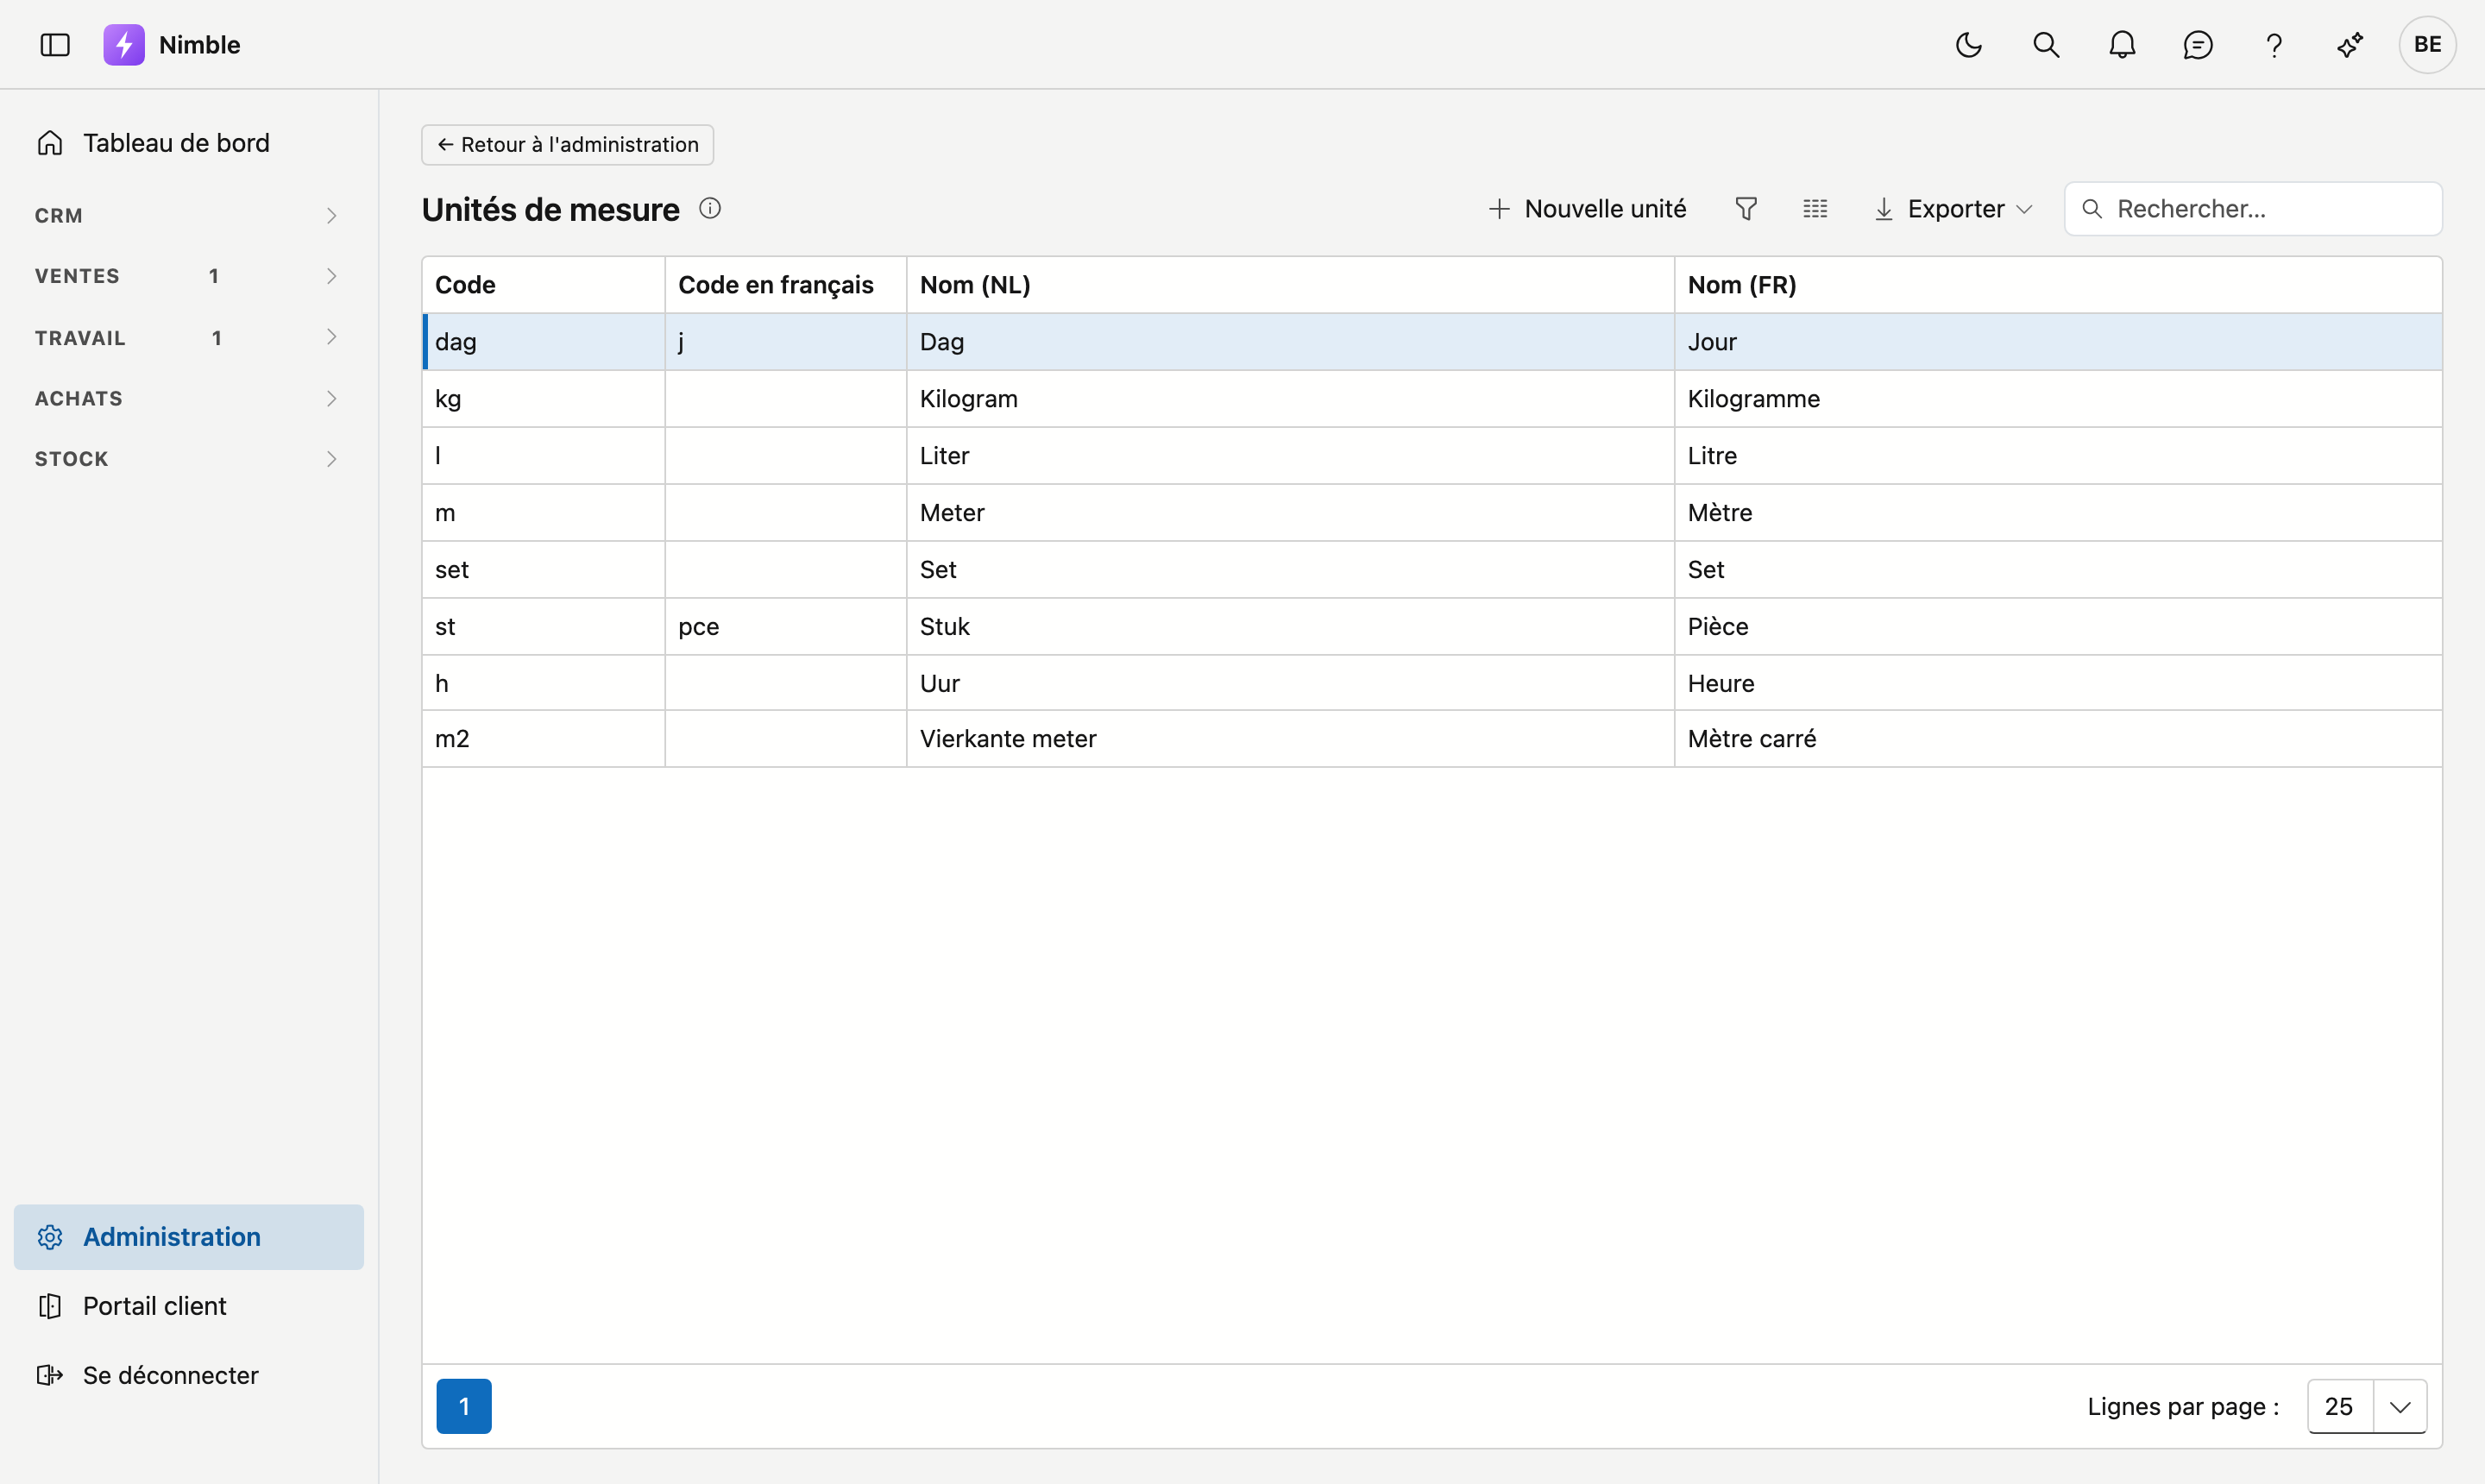 Nimble
BE
Tableau de bord
CRM
VENTES 1
TRAVAIL 1
ACHATS
STOCK
Administration
Portail client
Se déconnecter
← Retour à l'administration
Unités de mesure
Nouvelle unité
Exporter
Rechercher...
Code Code en français Nom (NL) Nom (FR)
dag j Dag Jour
kg Kilogram Kilogramme
l Liter Litre
m Meter Mètre
set Set Set
st pce Stuk Pièce
h Uur Heure
m2 Vierkante meter Mètre carré
1
Lignes par page : 25